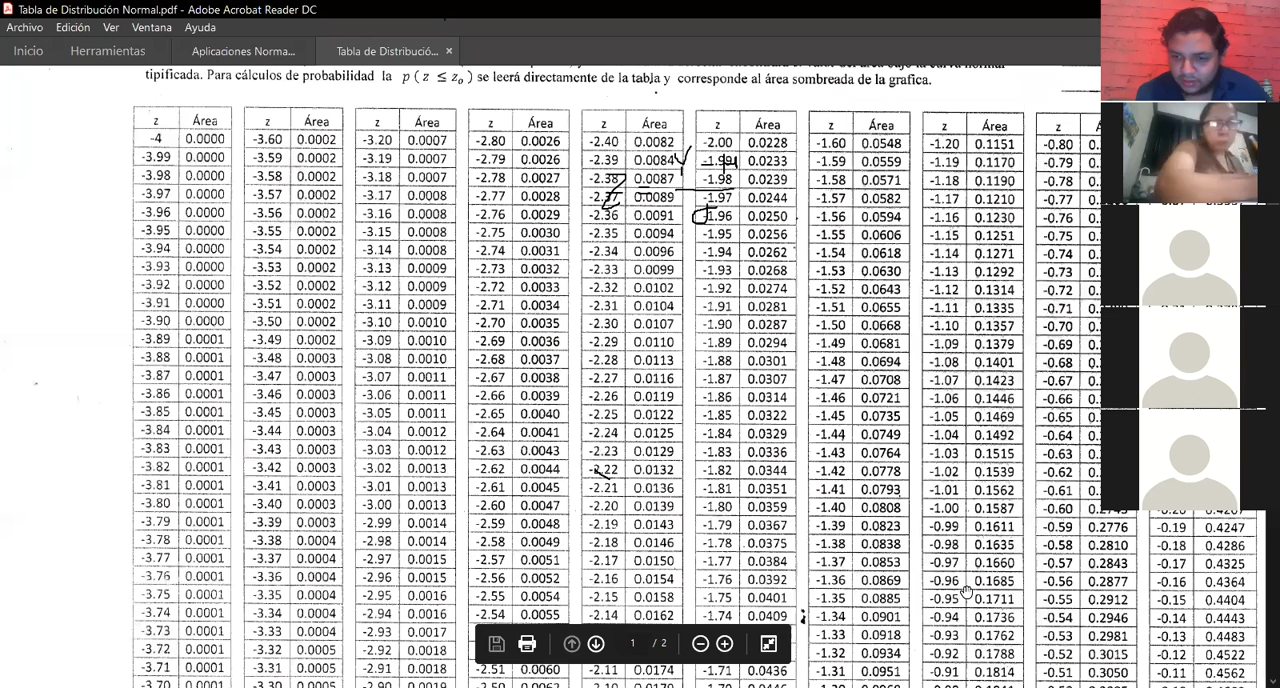 Tabla de Distribución Normal.pdf - Adobe Acrobat Reader DC
Archivo Edición Ver Ventana Ayuda
Inicio Herramientas Aplicaciones Norma... Tabla de Distribució... ×
tipificada. Para cálculos de probabilidad la p ( z ≤ z₀ ) se leerá directamente de la tabla y corresponde al área sombreada de la grafica.
z Área z Área z Área z Área z Área z Área z Área z Área z
-4 0.0000 -3.60 0.0002 -3.20 0.0007 -2.80 0.0026 -2.40 0.0082 -2.00 0.0228 -1.60 0.0548 -1.20 0.1151 -0.80
-3.99 0.0000 -3.59 0.0002 -3.19 0.0007 -2.79 0.0026 -2.39 0.0084 0.0233 -1.59 0.0559 -1.19 0.1170 -0.79
-3.98 0.0000 -3.58 0.0002 -3.18 0.0007 -2.78 0.0027 -2.38 0.0087 -1.98 0.0239 -1.58 0.0571 -1.18 0.1190 -0.78
-3.97 0.0000 -3.57 0.0002 -3.17 0.0008 -2.77 0.0028 0.0089 -1.97 0.0244 -1.57 0.0582 -1.17 0.1210 -0.77
-3.96 0.0000 -3.56 0.0002 -3.16 0.0008 -2.76 0.0029 -2.36 0.0091 1.96 0.0250 -1.56 0.0594 -1.16 0.1230 -0.76
-3.95 0.0000 -3.55 0.0002 -3.15 0.0008 -2.75 0.0030 -2.35 0.0094 -1.95 0.0256 -1.55 0.0606 -1.15 0.1251 -0.75
-3.94 0.0000 -3.54 0.0002 -3.14 0.0008 -2.74 0.0031 -2.34 0.0096 -1.94 0.0262 -1.54 0.0618 -1.14 0.1271 -0.74
-3.93 0.0000 -3.53 0.0002 -3.13 0.0009 -2.73 0.0032 -2.33 0.0099 -1.93 0.0268 -1.53 0.0630 -1.13 0.1292 -0.73
-3.92 0.0000 -3.52 0.0002 -3.12 0.0009 -2.72 0.0033 -2.32 0.0102 -1.92 0.0274 -1.52 0.0643 -1.12 0.1314 -0.72
-3.91 0.0000 -3.51 0.0002 -3.11 0.0009 -2.71 0.0034 -2.31 0.0104 -1.91 0.0281 -1.51 0.0655 -1.11 0.1335 -0.71
-3.90 0.0000 -3.50 0.0002 -3.10 0.0010 -2.70 0.0035 -2.30 0.0107 -1.90 0.0287 -1.50 0.0668 -1.10 0.1357 -0.70
-3.89 0.0001 -3.49 0.0002 -3.09 0.0010 -2.69 0.0036 -2.29 0.0110 -1.89 0.0294 -1.49 0.0681 -1.09 0.1379 -0.69
-3.88 0.0001 -3.48 0.0003 -3.08 0.0010 -2.68 0.0037 -2.28 0.0113 -1.88 0.0301 -1.48 0.0694 -1.08 0.1401 -0.68
-3.87 0.0001 -3.47 0.0003 -3.07 0.0011 -2.67 0.0038 -2.27 0.0116 -1.87 0.0307 -1.47 0.0708 -1.07 0.1423 -0.67
-3.86 0.0001 -3.46 0.0003 -3.06 0.0011 -2.66 0.0039 -2.26 0.0119 -1.86 0.0314 -1.46 0.0721 -1.06 0.1446 -0.66
-3.85 0.0001 -3.45 0.0003 -3.05 0.0011 -2.65 0.0040 -2.25 0.0122 -1.85 0.0322 -1.45 0.0735 -1.05 0.1469 -0.65
-3.84 0.0001 -3.44 0.0003 -3.04 0.0012 -2.64 0.0041 -2.24 0.0125 -1.84 0.0329 -1.44 0.0749 -1.04 0.1492 -0.64
-3.83 0.0001 -3.43 0.0003 -3.03 0.0012 -2.63 0.0043 -2.23 0.0129 -1.83 0.0336 -1.43 0.0764 -1.03 0.1515 -0.63
-3.82 0.0001 -3.42 0.0003 -3.02 0.0013 -2.62 0.0044 -2.22 0.0132 -1.82 0.0344 -1.42 0.0778 -1.02 0.1539 -0.62
-3.81 0.0001 -3.41 0.0003 -3.01 0.0013 -2.61 0.0045 -2.21 0.0136 -1.81 0.0351 -1.41 0.0793 -1.01 0.1562 -0.61
-3.80 0.0001 -3.40 0.0003 -3.00 0.0013 -2.60 0.0047 -2.20 0.0139 -1.80 0.0359 -1.40 0.0808 -1.00 0.1587 -0.60
-3.79 0.0001 -3.39 0.0003 -2.99 0.0014 -2.59 0.0048 -2.19 0.0143 -1.79 0.0367 -1.39 0.0823 -0.99 0.1611 -0.59 0.2776 -0.19 0.4247
-3.78 0.0001 -3.38 0.0004 -2.98 0.0014 -2.58 0.0049 -2.18 0.0146 -1.78 0.0375 -1.38 0.0838 -0.98 0.1635 -0.58 0.2810 -0.18 0.4286
-3.77 0.0001 -3.37 0.0004 -2.97 0.0015 -2.57 0.0051 -2.17 0.0150 -1.77 0.0384 -1.37 0.0853 -0.97 0.1660 -0.57 0.2843 -0.17 0.4325
-3.76 0.0001 -3.36 0.0004 -2.96 0.0015 -2.56 0.0052 -2.16 0.0154 -1.76 0.0392 -1.36 0.0869 -0.96 0.1685 -0.56 0.2877 -0.16 0.4364
-3.75 0.0001 -3.35 0.0004 -2.95 0.0016 -2.55 0.0054 -2.15 0.0158 -1.75 0.0401 -1.35 0.0885 -0.95 0.1711 -0.55 0.2912 -0.15 0.4404
-3.74 0.0001 -3.34 0.0004 -2.94 0.0016 -2.54 0.0055 -2.14 0.0162 -1.74 0.0409 -1.34 0.0901 -0.94 0.1736 -0.54 0.2946 -0.14 0.4443
-3.73 0.0001 -3.33 0.0004 -2.93 0.0017 -1.33 0.0918 -0.93 0.1762 -0.53 0.2981 -0.13 0.4483
-3.72 0.0001 -3.32 0.0005 -2.92 0.0018 1 / 2 -1.32 0.0934 -0.92 0.1788 -0.52 0.3015 -0.12 0.4522
-3.71 0.0001 -3.31 0.0005 -2.91 0.0018 -2.51 0.0060 -2.11 0.0174 -1.71 0.0436 -1.31 0.0951 -0.91 0.1814 -0.51 0.3050 -0.11 0.4562